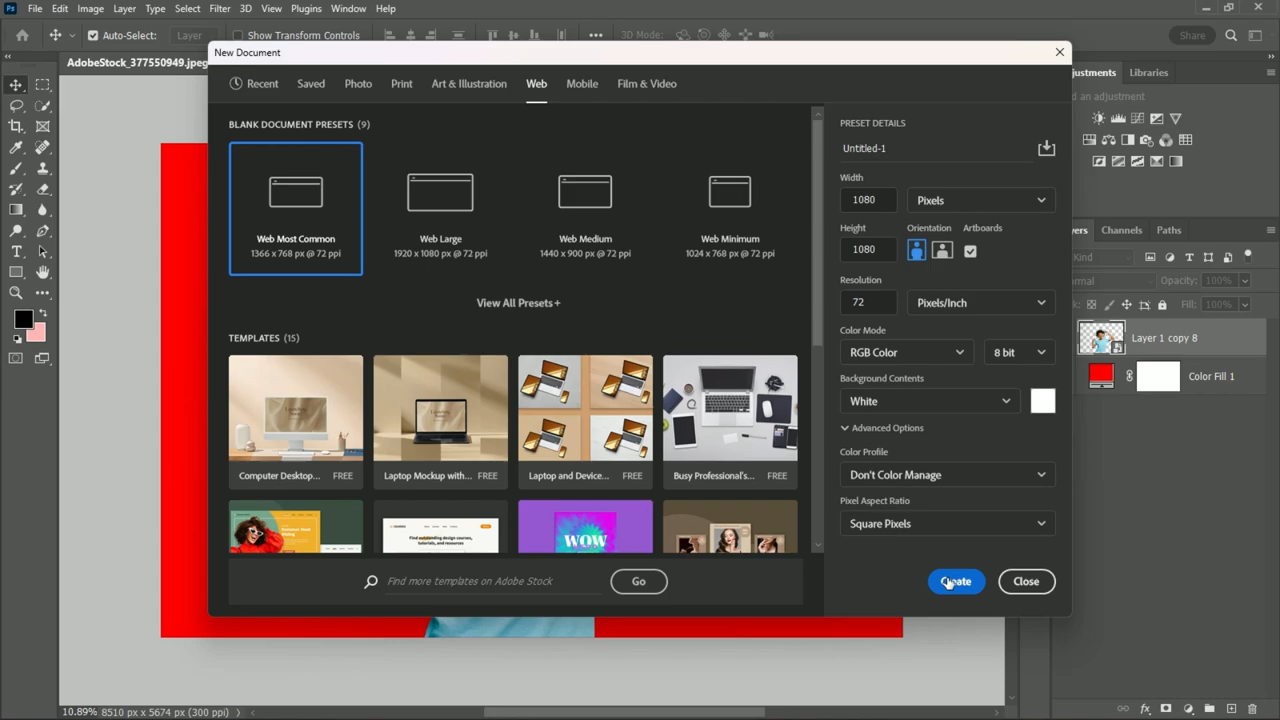 Ps File Edit Image Layer Type Select Filter 3D View Plugins Window Help
Auto-Select: Layer Show Transform Controls 3D Mode: Share
AdobeStock_377550949.jpeg
New Document
Recent Saved Photo Print Art & Illustration Web Mobile Film & Video
BLANK DOCUMENT PRESETS (9)
Web Most Common
1366 x 768 px @ 72 ppi
Web Large
1920 x 1080 px @ 72 ppi
Web Medium
1440 x 900 px @ 72 ppi
Web Minimum
1024 x 768 px @ 72 ppi
View All Presets+
TEMPLATES (15)
Computer Desktop... FREE
Laptop Mockup with... FREE
Laptop and Device... FREE
Busy Professional's... FREE
WOW
Find more templates on Adobe Stock Go
PRESET DETAILS
Untitled-1
Width
1080 Pixels
Height Orientation Artboards
1080
Resolution
72 Pixels/Inch
Color Mode
RGB Color 8 bit
Background Contents
White
Advanced Options
Color Profile
Don't Color Manage
Pixel Aspect Ratio
Square Pixels
Create Close
djustments Libraries
d an adjustment
yers Channels Paths
Kind
rmal Opacity: 100%
k: Fill: 100%
Layer 1 copy 8
Color Fill 1
fx
10.89% 8510 px x 5674 px (300 ppi)